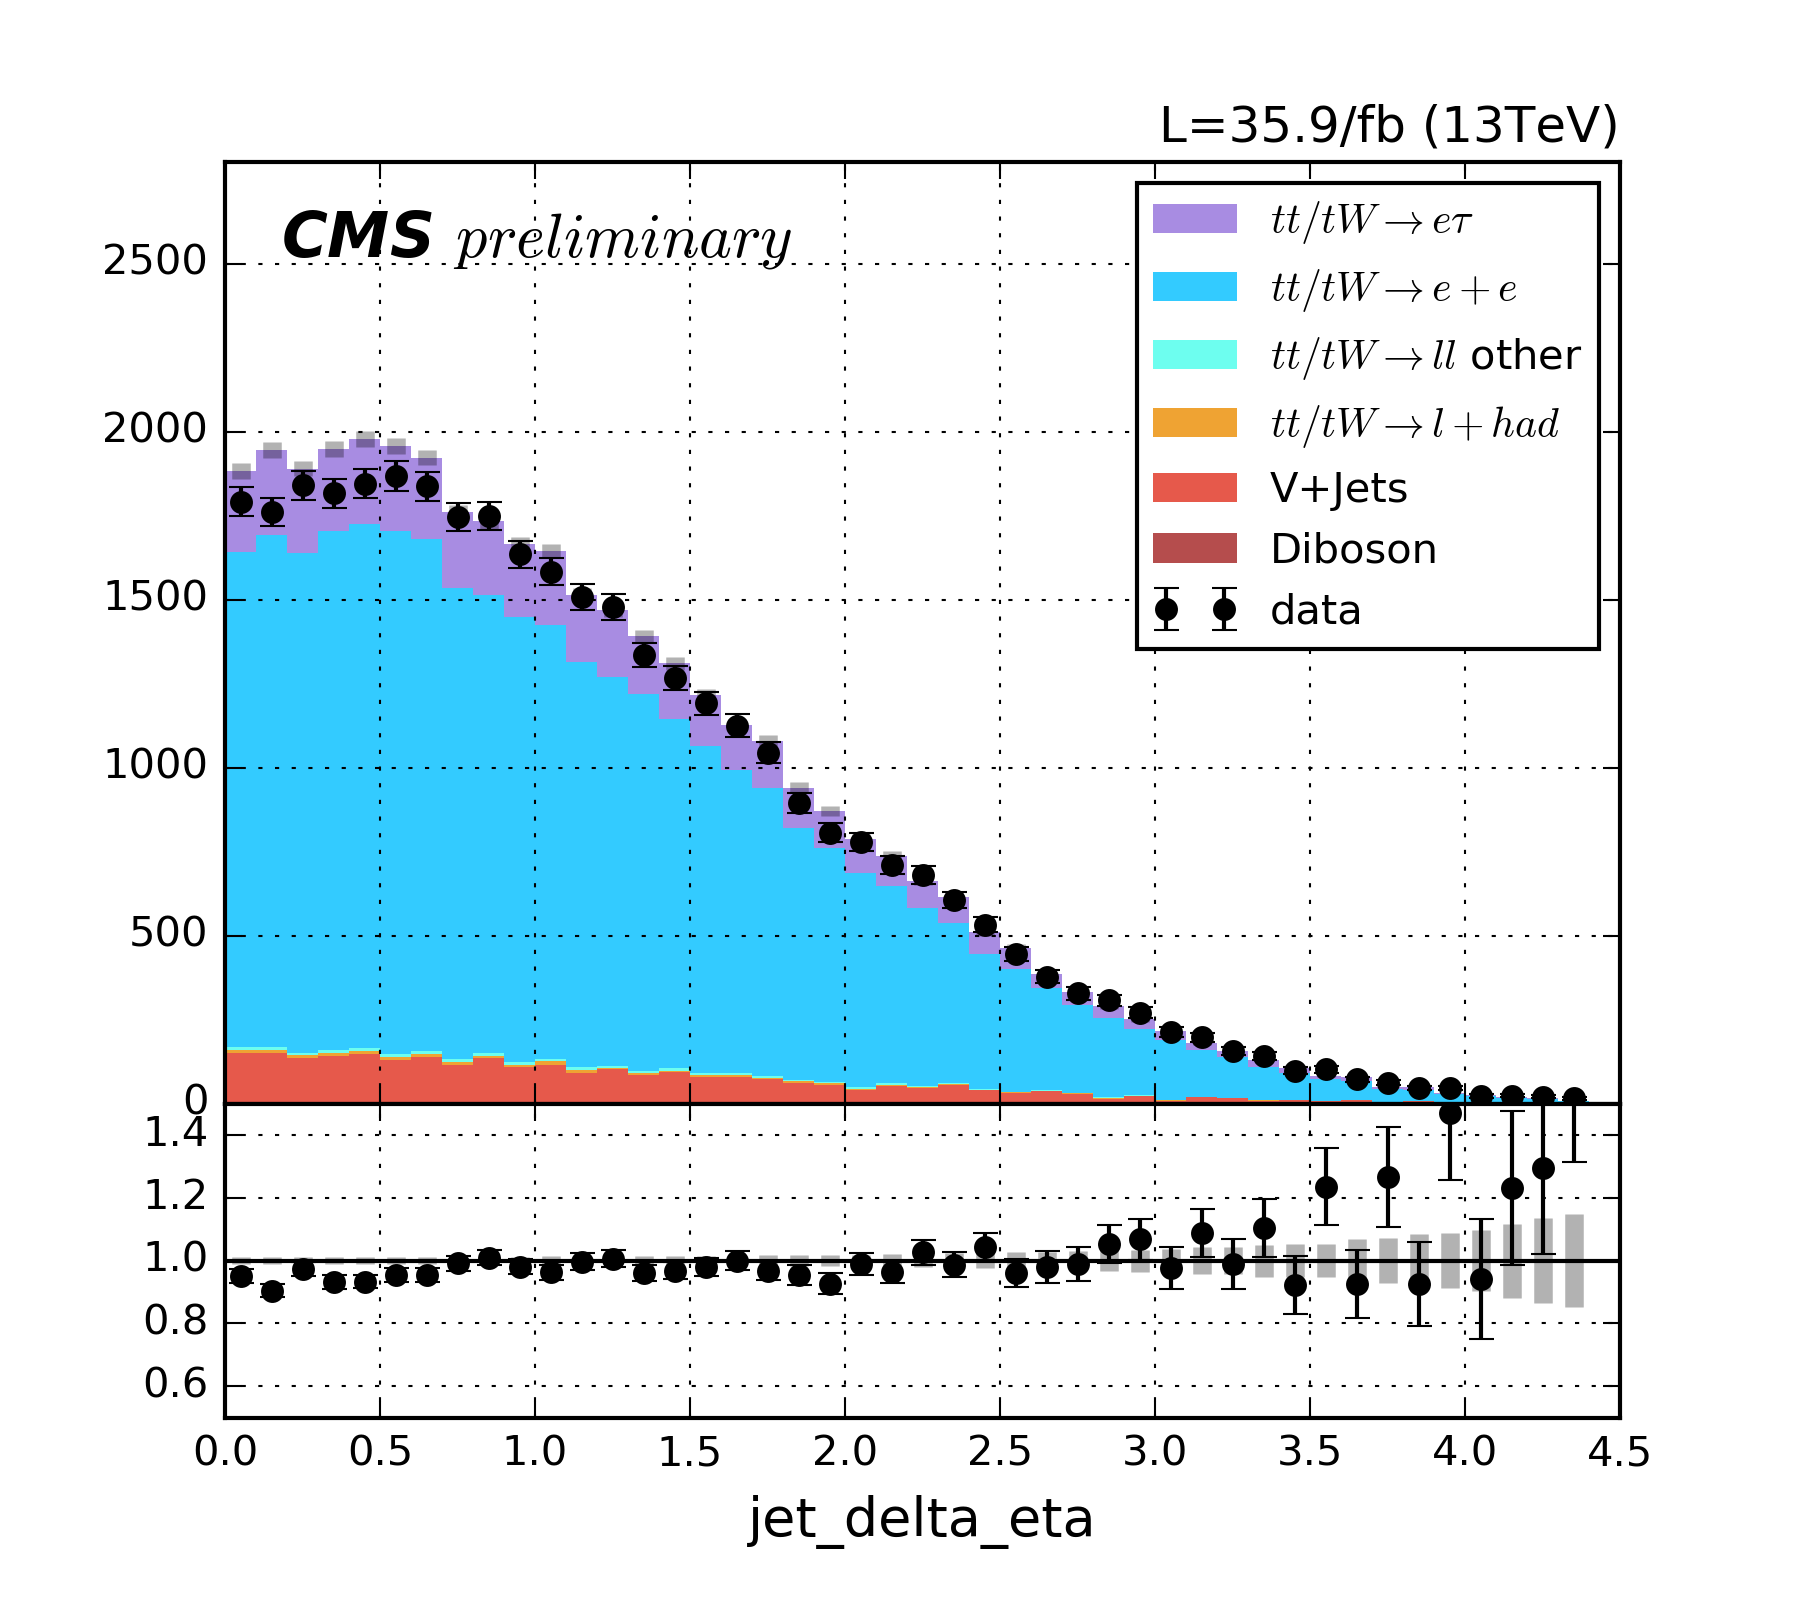 L=35.9/fb (13TeV)
CMS preliminary
tt/tW→eτ
tt/tW→e+e
tt/tW→ll other
tt/tW→l+had
V+Jets
Diboson
data
2500
2000
1500
1000
500
0
1.4
1.2
1.0
0.8
0.6
0.0 0.5 1.0 1.5 2.0 2.5 3.0 3.5 4.0 4.5
jet_delta_eta